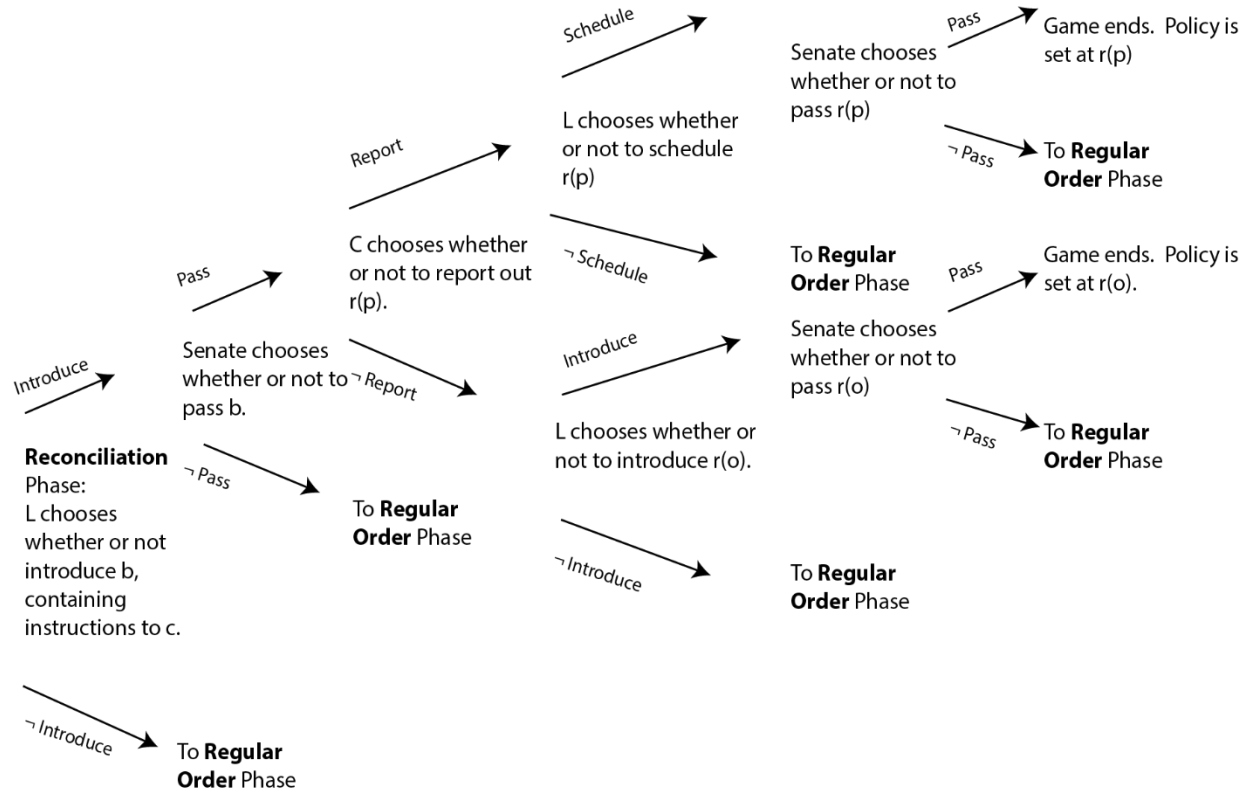 Introduce
Reconciliation
Phase:
L chooses
whether or not
introduce b,
containing
instructions to c.
¬ Introduce
To Regular
Order Phase
Pass
Senate chooses
whether or not to
pass b.
¬ Pass
To Regular
Order Phase
Report
C chooses whether
or not to report out
r(p).
¬ Report
Schedule
L chooses whether
or not to schedule
r(p)
¬ Schedule
To Regular
Order Phase
Introduce
L chooses whether or
not to introduce r(o).
¬ Introduce
To Regular
Order Phase
Senate chooses
whether or not to
pass r(p)
Pass
Game ends. Policy is
set at r(p)
¬ Pass
To Regular
Order Phase
Senate chooses
whether or not to
pass r(o)
Pass
Game ends. Policy is
set at r(o).
¬ Pass
To Regular
Order Phase